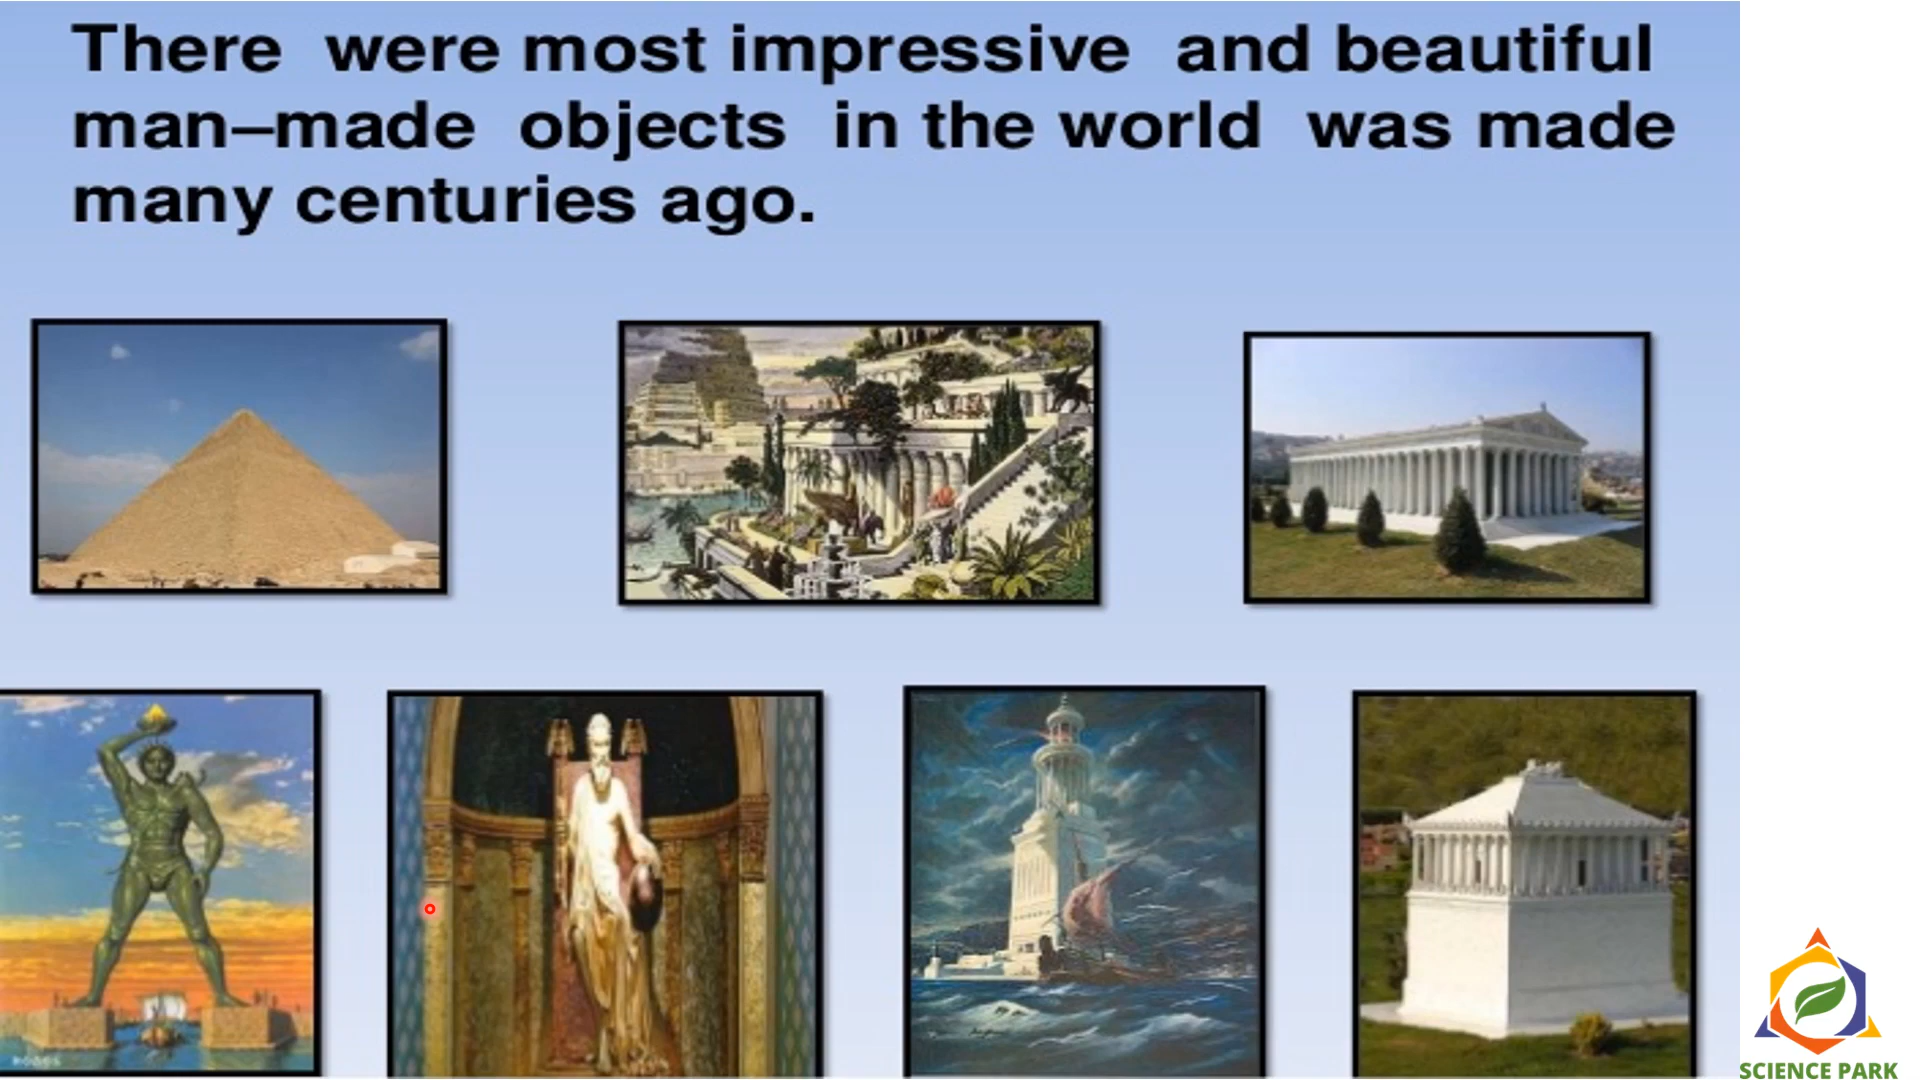 There were most impressive and beautiful
man–made objects in the world was made
many centuries ago.
SCIENCE PARK